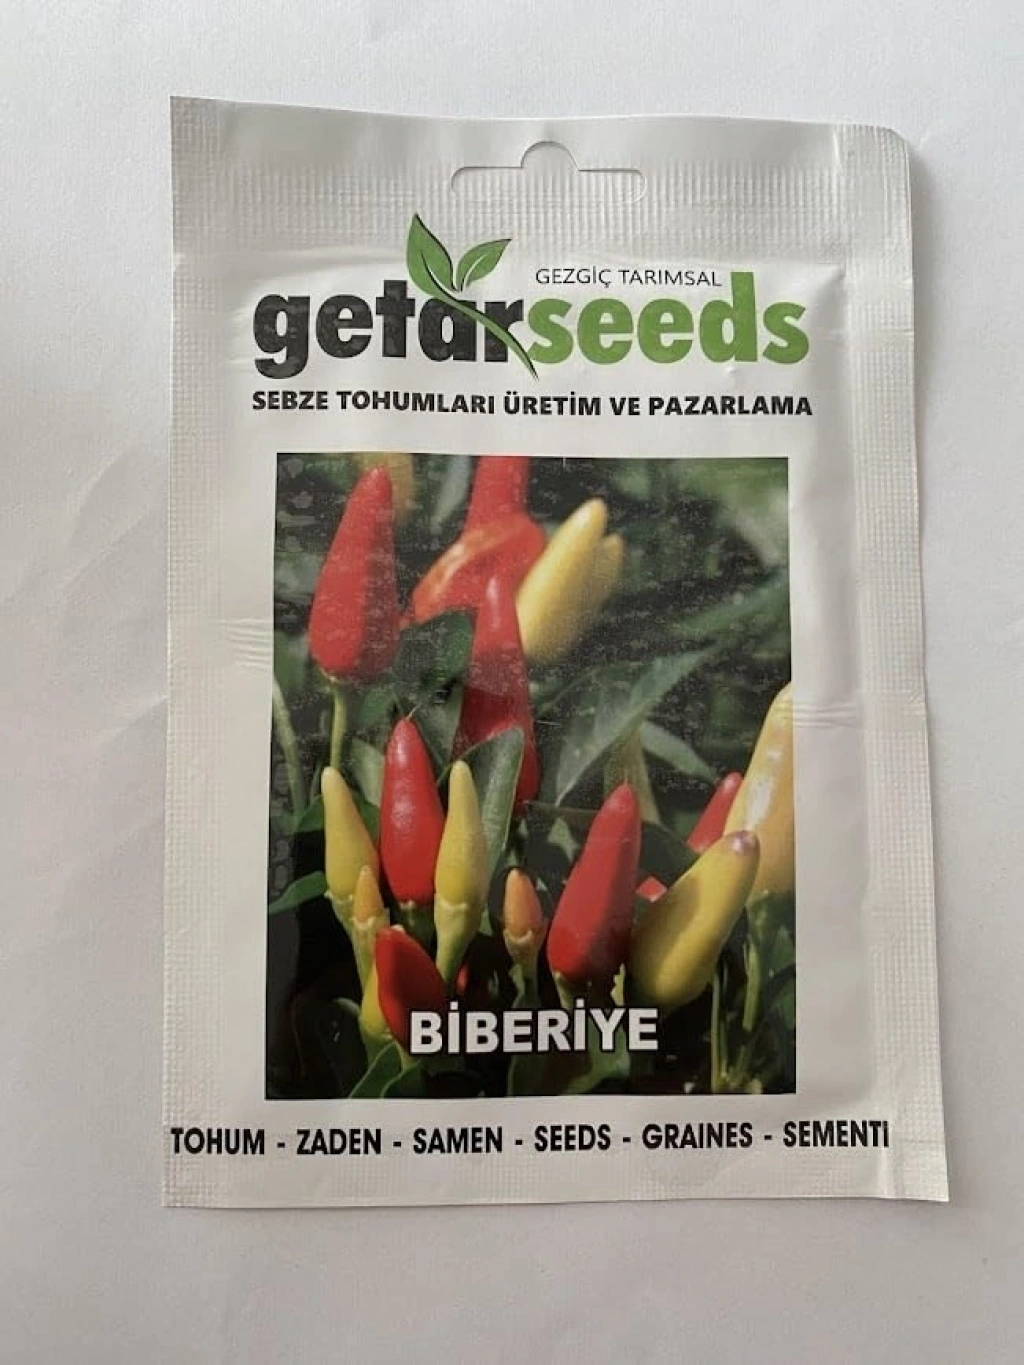 GEZGİÇ TARIMSAL
getarseeds
SEBZE TOHUMLARI ÜRETİM VE PAZARLAMA
BİBERİYE
TOHUM - ZADEN - SAMEN - SEEDS - GRAINES - SEMENTI